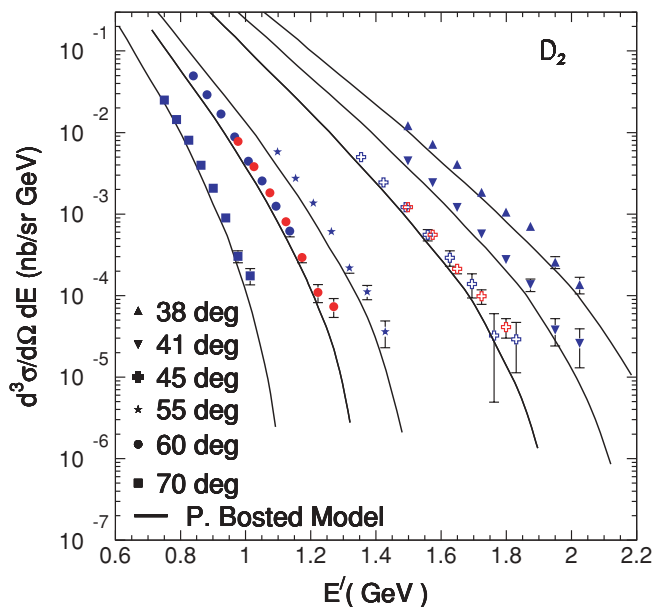 D₂
10⁻¹
10⁻²
10⁻³
10⁻⁴
10⁻⁵
10⁻⁶
10⁻⁷
d³σ/dΩ dE (nb/sr GeV)
38 deg
41 deg
45 deg
55 deg
60 deg
70 deg
P. Bosted Model
0.6 0.8 1 1.2 1.4 1.6 1.8 2 2.2
E′( GeV)